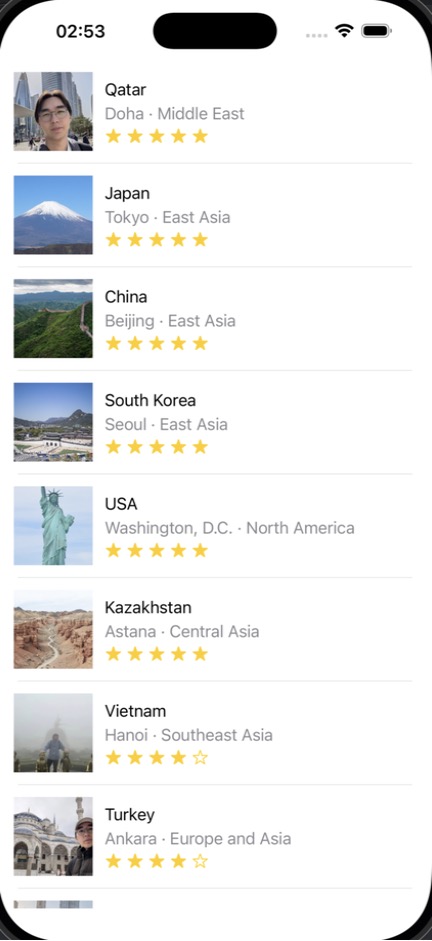 02:53
Qatar
Doha · Middle East
Japan
Tokyo · East Asia
China
Beijing · East Asia
South Korea
Seoul · East Asia
USA
Washington, D.C. · North America
Kazakhstan
Astana · Central Asia
Vietnam
Hanoi · Southeast Asia
Turkey
Ankara · Europe and Asia